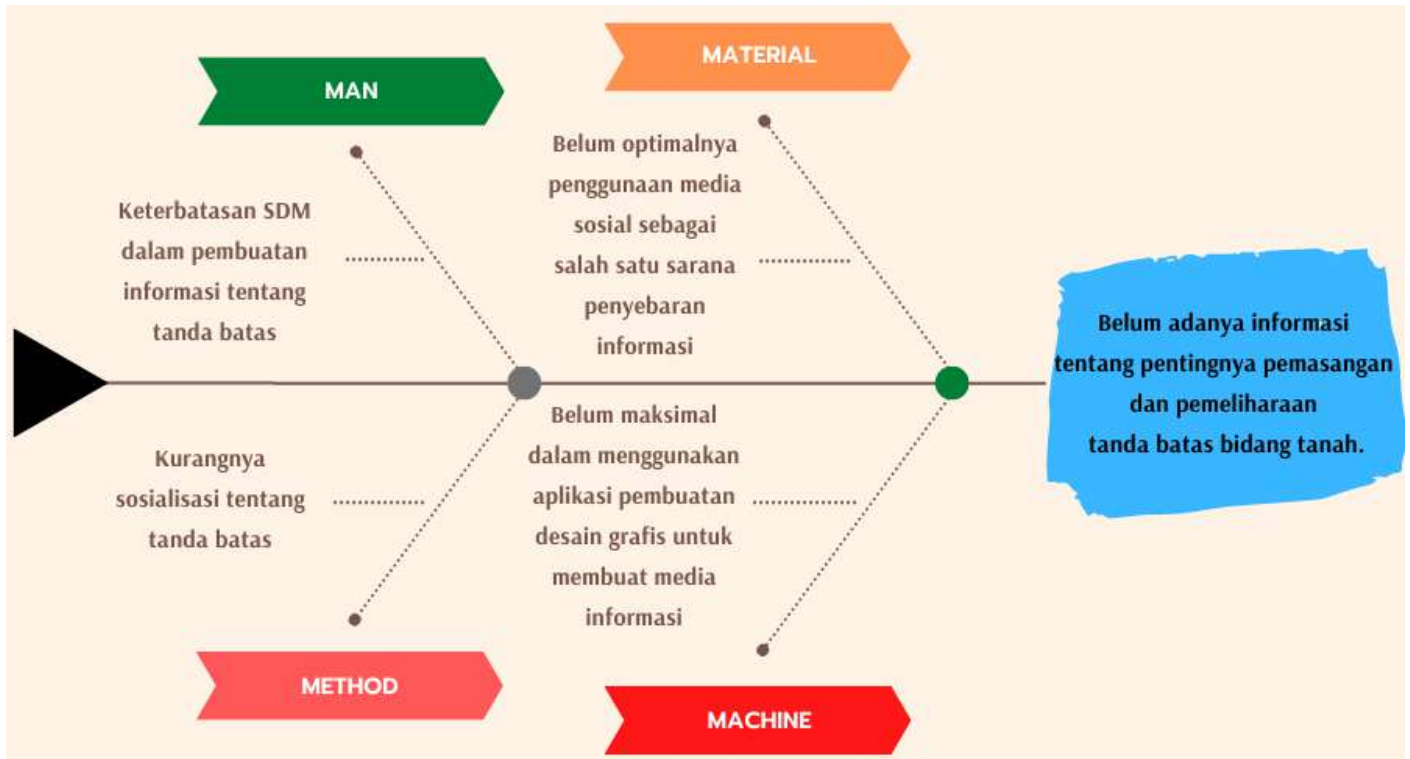 MAN
Keterbatasan SDM
dalam pembuatan
informasi tentang
tanda batas
MATERIAL
Belum optimalnya
penggunaan media
sosial sebagai
salah satu sarana
penyebaran
informasi
Belum adanya informasi
tentang pentingnya pemasangan
dan pemeliharaan
tanda batas bidang tanah.
Kurangnya
sosialisasi tentang
tanda batas
METHOD
Belum maksimal
dalam menggunakan
aplikasi pembuatan
desain grafis untuk
membuat media
informasi
MACHINE